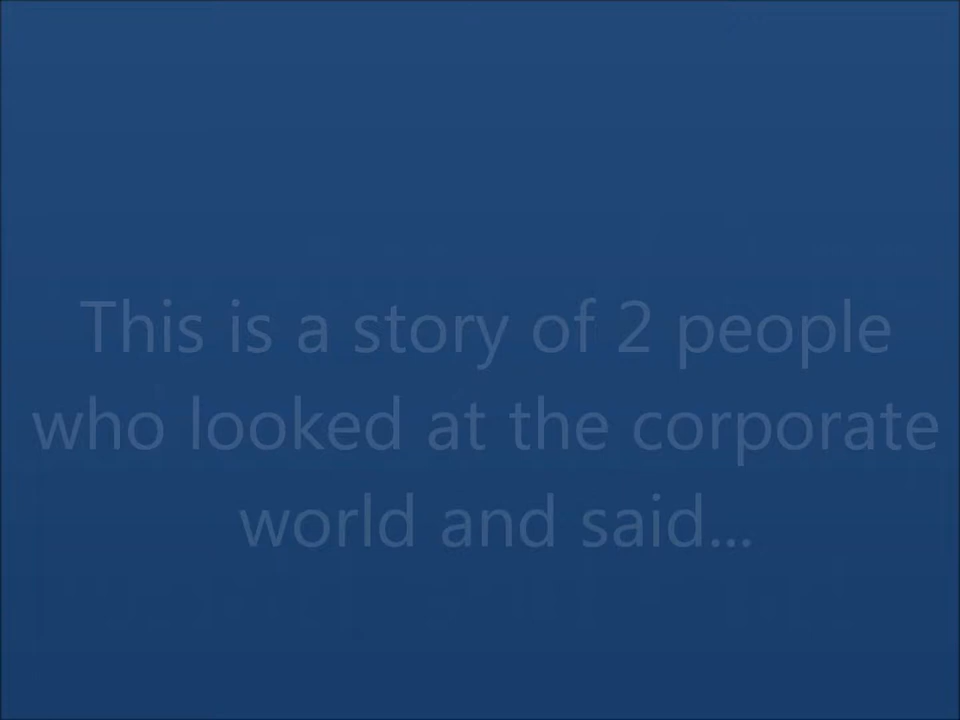 This is a story of 2 people
who looked at the corporate
world and said...